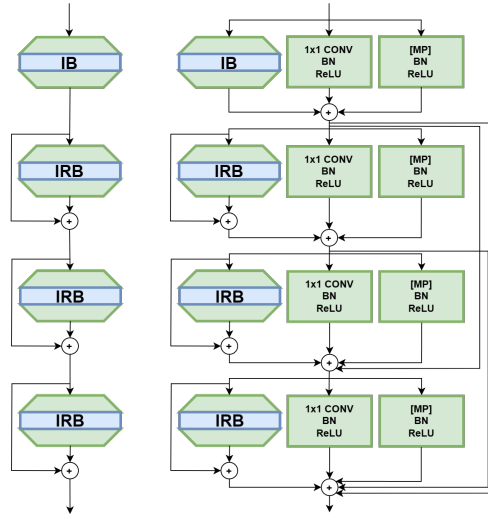 IB
IB
1x1 CONV
BN
ReLU
[MP]
BN
ReLU
IRB
+
+
IRB
1x1 CONV
BN
ReLU
[MP]
BN
ReLU
+
+
+
IRB
IRB
1x1 CONV
BN
ReLU
[MP]
BN
ReLU
+
+
+
IRB
IRB
1x1 CONV
BN
ReLU
[MP]
BN
ReLU
+
+
+